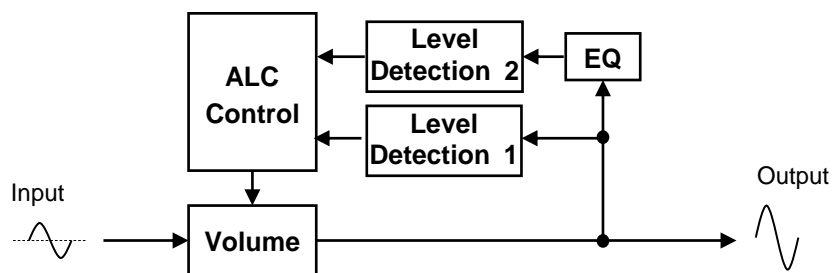 ALC
Control
Level
Detection 2
EQ
Level
Detection 1
Input
Volume
Output